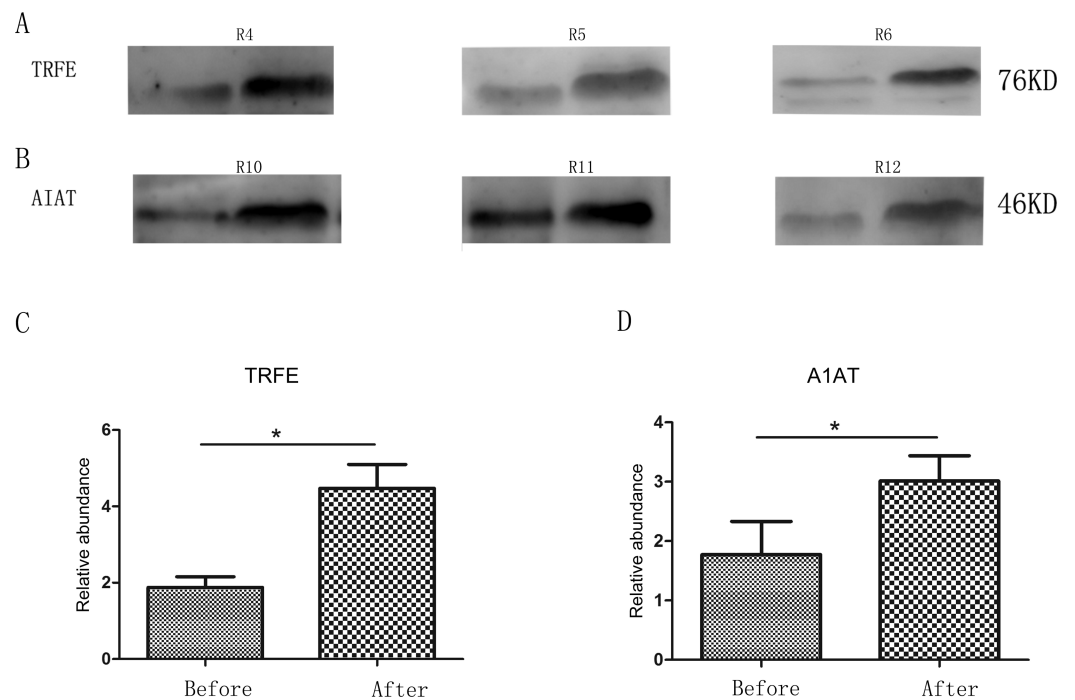 A
R4 R5 R6
TRFE
76KD
B
R10 R11 R12
AIAT
46KD
C
D
TRFE
6
4
2
0
Relative abundance
*
Before After
A1AT
4
3
2
1
0
Relative abundance
*
Before After